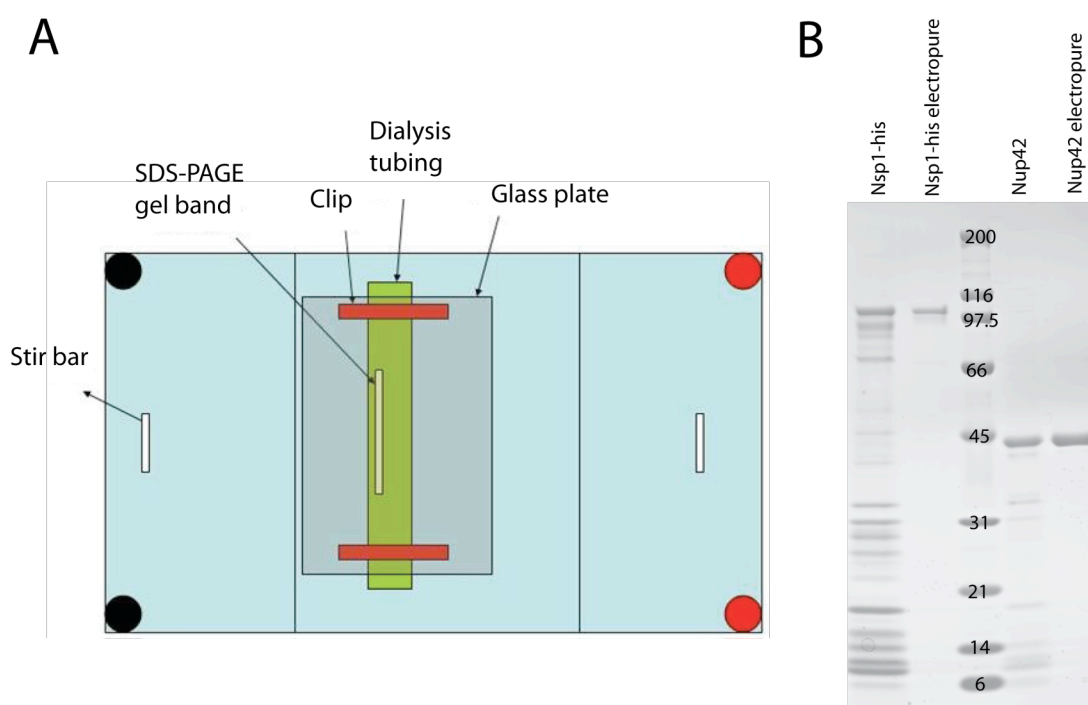 A
Dialysis
tubing
SDS-PAGE
gel band
Clip
Glass plate
Stir bar
B
Nsp1-his
Nsp1-his electropure
Nup42
Nup42 electropure
200
116
97.5
66
45
31
21
14
6